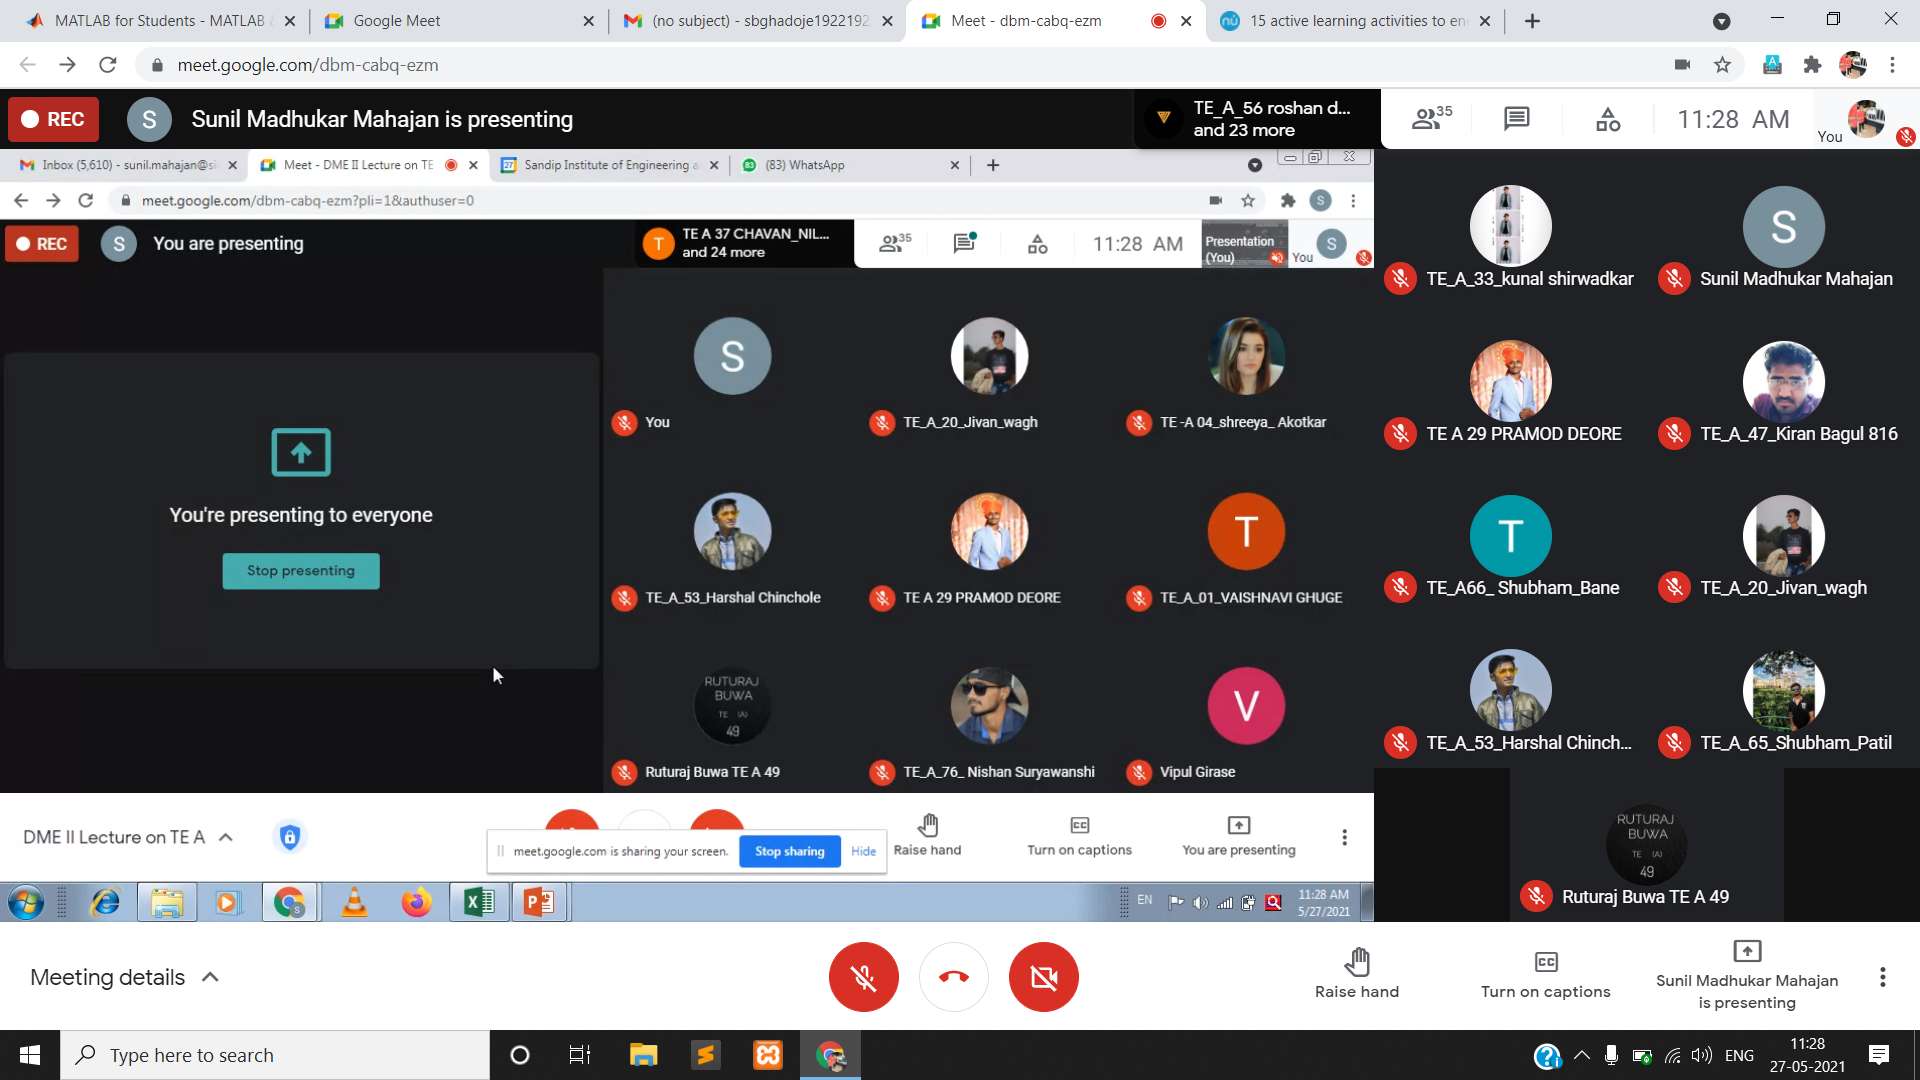 MATLAB for Students - MATLAB &
Google Meet
(no subject) - sbghadoje1922192
Meet - dbm-cabq-ezm
15 active learning activities to en
meet.google.com/dbm-cabq-ezm
REC
S
Sunil Madhukar Mahajan is presenting
TE_A_56 roshan d...
and 23 more
35
11:28 AM
You
Inbox (5,610) - sunil.mahajan@si
Meet - DME II Lecture on TE
Sandip Institute of Engineering a
(83) WhatsApp
meet.google.com/dbm-cabq-ezm?pli=1&authuser=0
S
REC
S
You are presenting
T
TE A 37 CHAVAN_NIL...
and 24 more
35
11:28 AM
Presentation
(You)
You
S
You're presenting to everyone
Stop presenting
S
You
TE_A_20_Jivan_wagh
TE -A 04_shreeya_ Akotkar
TE_A_53_Harshal Chinchole
TE A 29 PRAMOD DEORE
T
TE_A_01_VAISHNAVI GHUGE
RUTURAJ
BUWA
TE (A)
49
Ruturaj Buwa TE A 49
TE_A_76_ Nishan Suryawanshi
V
Vipul Girase
TE_A_33_kunal shirwadkar
S
Sunil Madhukar Mahajan
TE A 29 PRAMOD DEORE
TE_A_47_Kiran Bagul 816
T
TE_A66_ Shubham_Bane
TE_A_20_Jivan_wagh
TE_A_53_Harshal Chinch...
TE_A_65_Shubham_Patil
RUTURAJ
BUWA
TE (A)
49
Ruturaj Buwa TE A 49
DME II Lecture on TE A
meet.google.com is sharing your screen.
Stop sharing
Hide
Raise hand
Turn on captions
You are presenting
EN
11:28 AM
5/27/2021
Meeting details
Raise hand
Turn on captions
Sunil Madhukar Mahajan
is presenting
Type here to search
ENG
11:28
27-05-2021